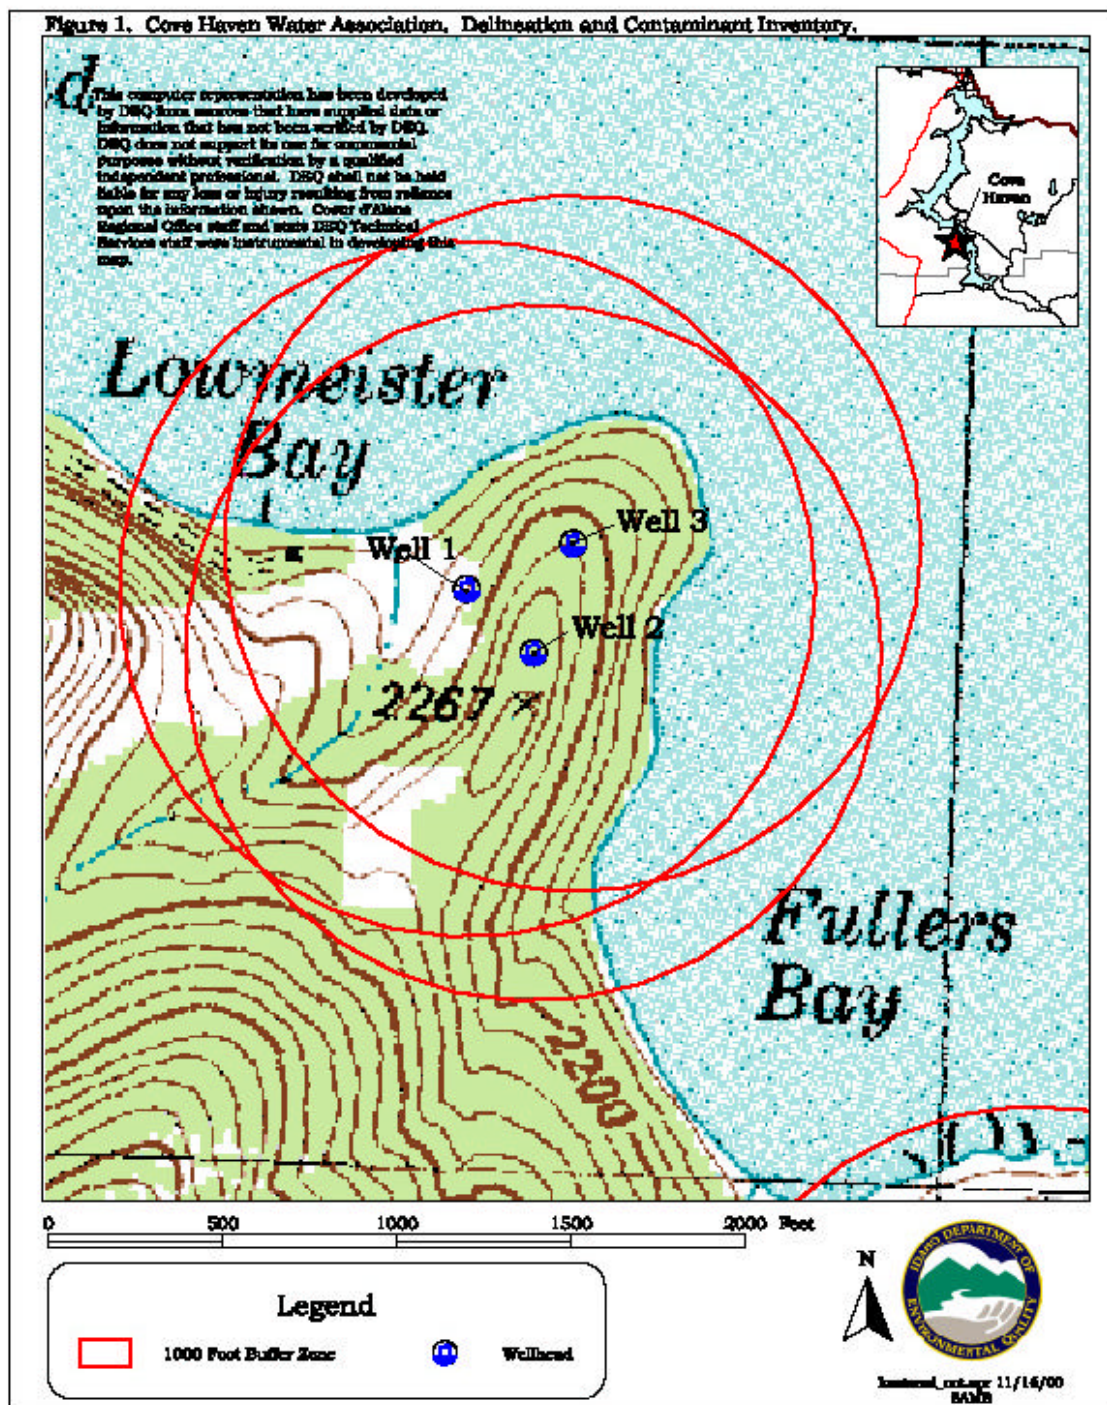 Figure 1. Cove Haven Water Association. Delineation and Contaminant Inventory.
d
This computer representation has been developed
by DEQ from sources that have supplied data or
information that has not been verified by DEQ.
DEQ does not support its use for commercial
purposes without verification by a qualified
independent professional. DEQ shall not be held
liable for any loss or injury resulting from reliance
upon the information shown. Coeur d'Alene
Regional Office staff and state DEQ Technical
Services staff were instrumental in developing this
map.
Cove
Haven
Lowmeister
Bay
Well 1
Well 3
Well 2
2267
Fullers
Bay
2200
0 500 1000 1500 2000 Feet
Legend
1000 Foot Buffer Zone
Wellhead
N
IDAHO DEPARTMENT OF
ENVIRONMENTAL QUALITY
11/16/00